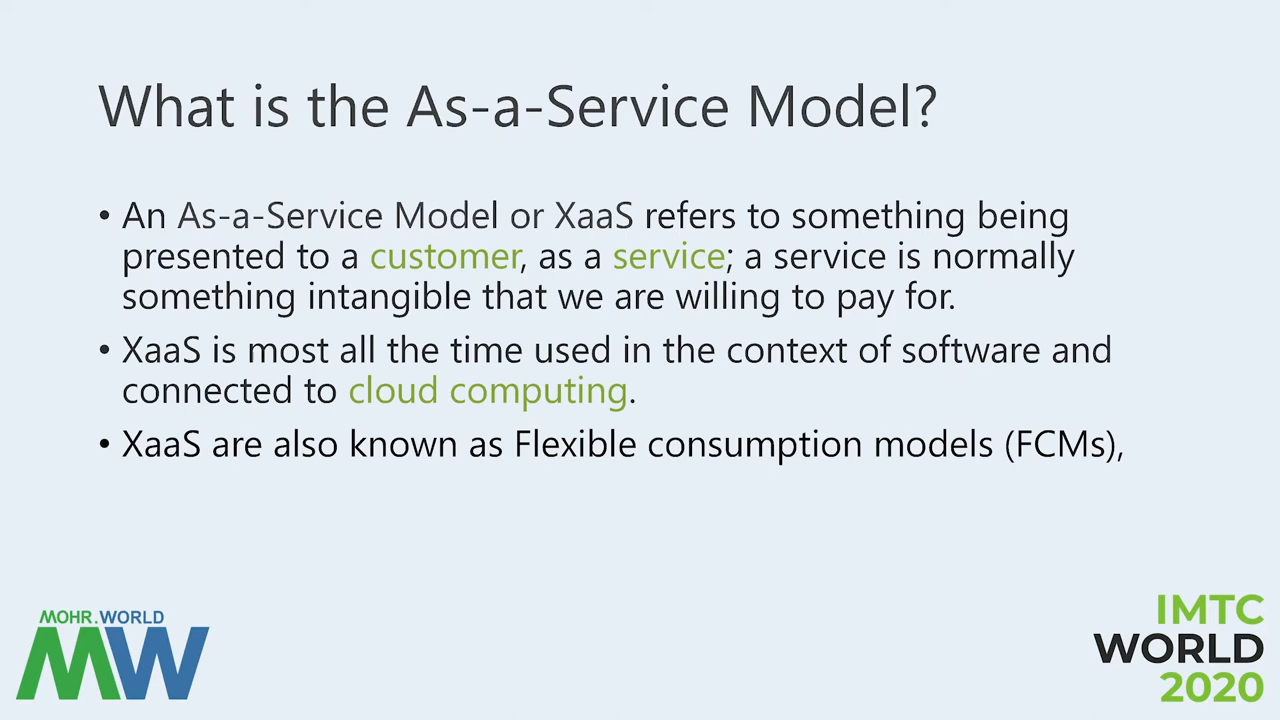 What is the As-a-Service Model?
• An As-a-Service Model or XaaS refers to something being
presented to a customer, as a service; a service is normally
something intangible that we are willing to pay for.
• XaaS is most all the time used in the context of software and
connected to cloud computing.
• XaaS are also known as Flexible consumption models (FCMs),
MOHR.WORLD
MW
IMTC
WORLD
2020